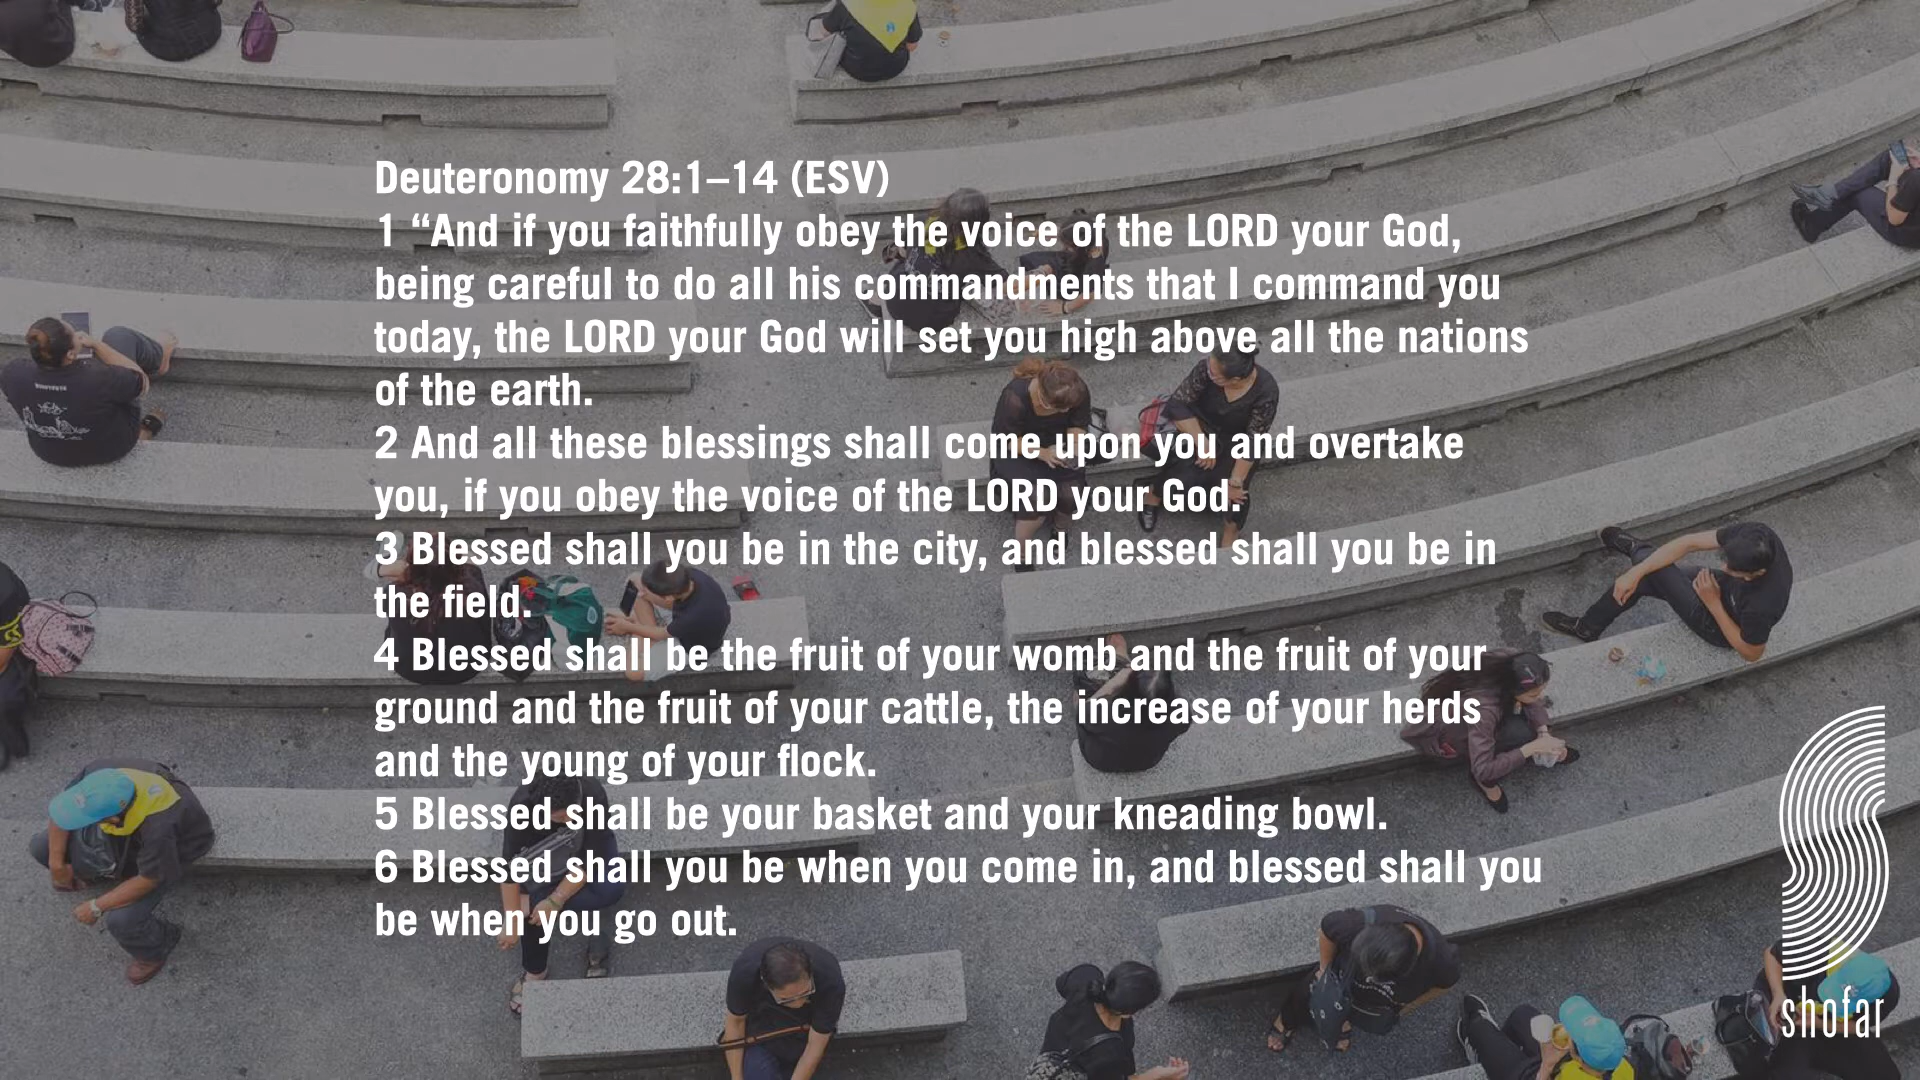 Deuteronomy 28:1–14 (ESV)
1 “And if you faithfully obey the voice of the LORD your God,
being careful to do all his commandments that I command you
today, the LORD your God will set you high above all the nations
of the earth.
2 And all these blessings shall come upon you and overtake
you, if you obey the voice of the LORD your God.
3 Blessed shall you be in the city, and blessed shall you be in
the field.
4 Blessed shall be the fruit of your womb and the fruit of your
ground and the fruit of your cattle, the increase of your herds
and the young of your flock.
5 Blessed shall be your basket and your kneading bowl.
6 Blessed shall you be when you come in, and blessed shall you
be when you go out.
shofar